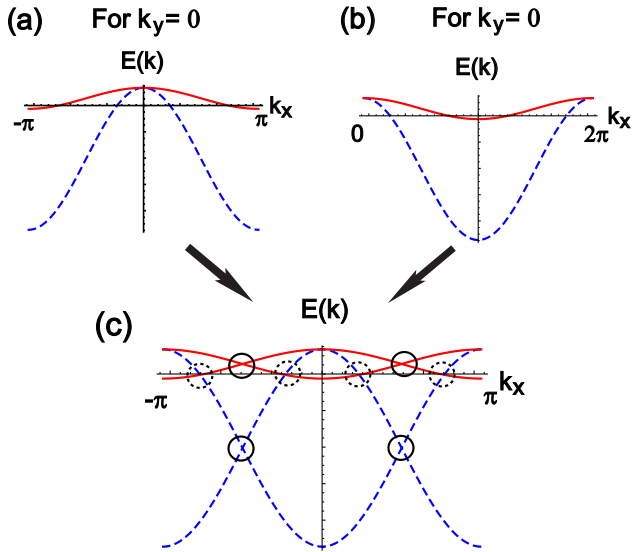 (a) For k_y = 0
E(k)
-π π k_x
(b) For k_y = 0
E(k)
0 2π k_x
(c) E(k)
-π π k_x